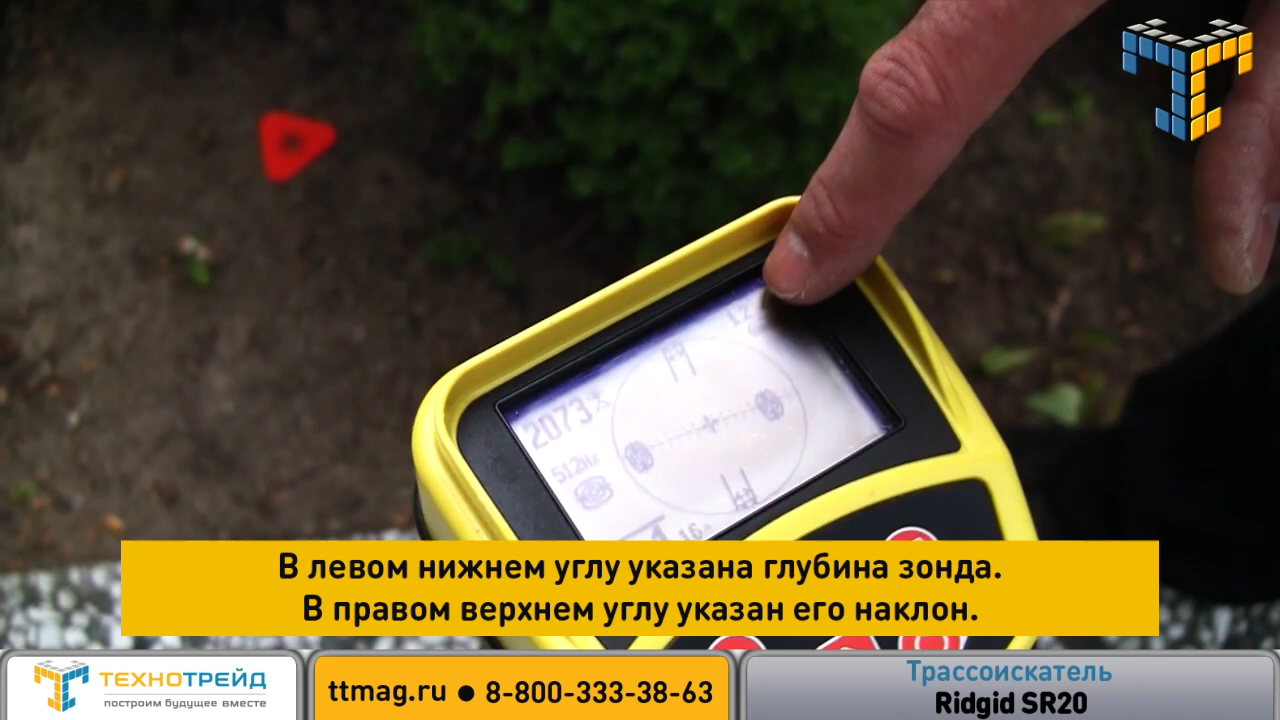 2073
512Hz
В левом нижнем углу указана глубина зонда.
В правом верхнем углу указан его наклон.
ТЕХНОТРЕЙД
построим будущее вместе
ttmag.ru ● 8-800-333-38-63
Трассоискатель
Ridgid SR20